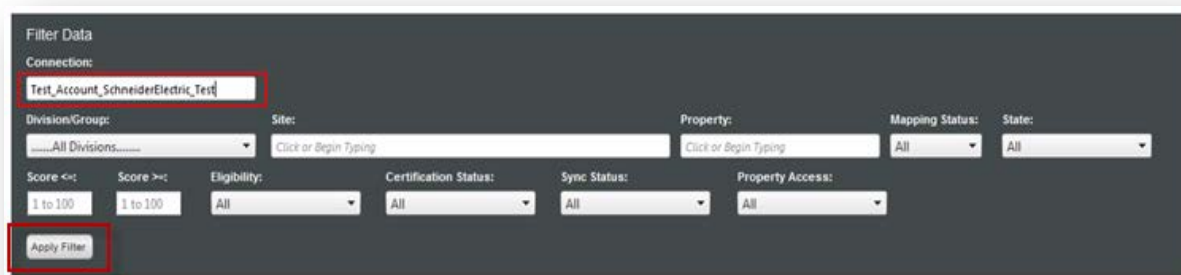 Filter Data
Connection:
Test_Account_SchneiderElectric_Test
Division/Group: Site: Property: Mapping Status: State:
......All Divisions........ Click or Begin Typing Click or Begin Typing All All
Score <=: Score >=: Eligibility: Certification Status: Sync Status: Property Access:
1 to 100 1 to 100 All All All All
Apply Filter